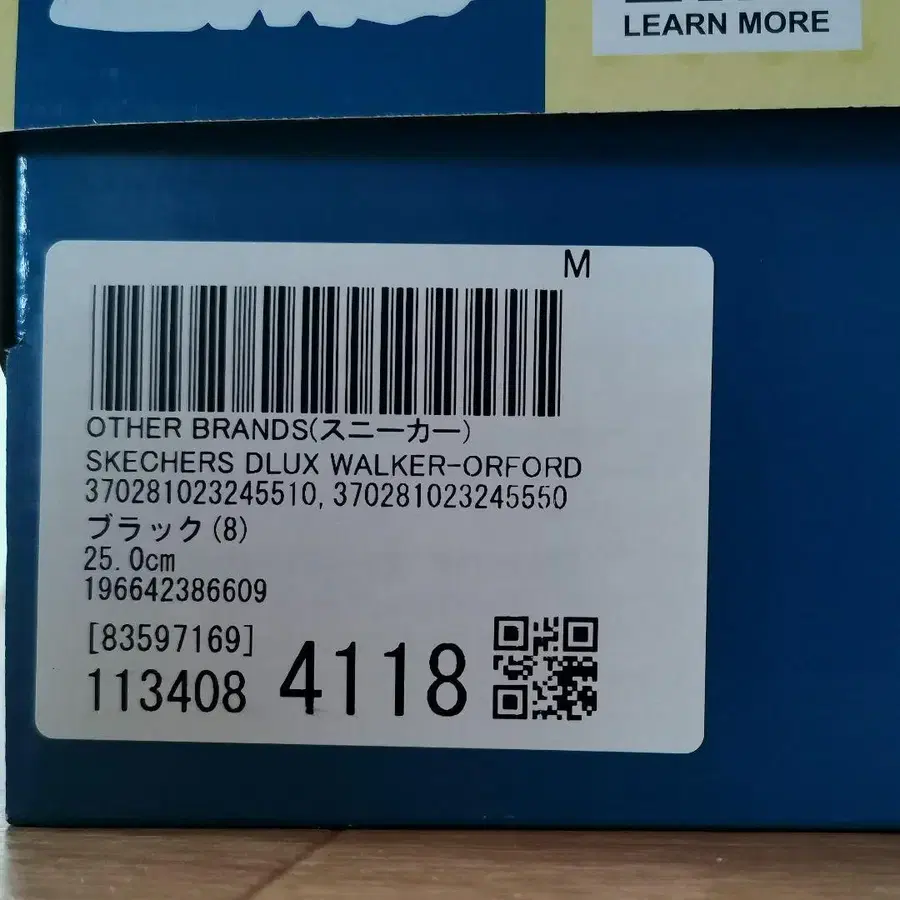 LEARN MORE
M
OTHER BRANDS(スニーカー)
SKECHERS DLUX WALKER-ORFORD
370281023245510, 370281023245550
ブラック(8)
25.0cm
196642386609
[83597169]
113408 4118